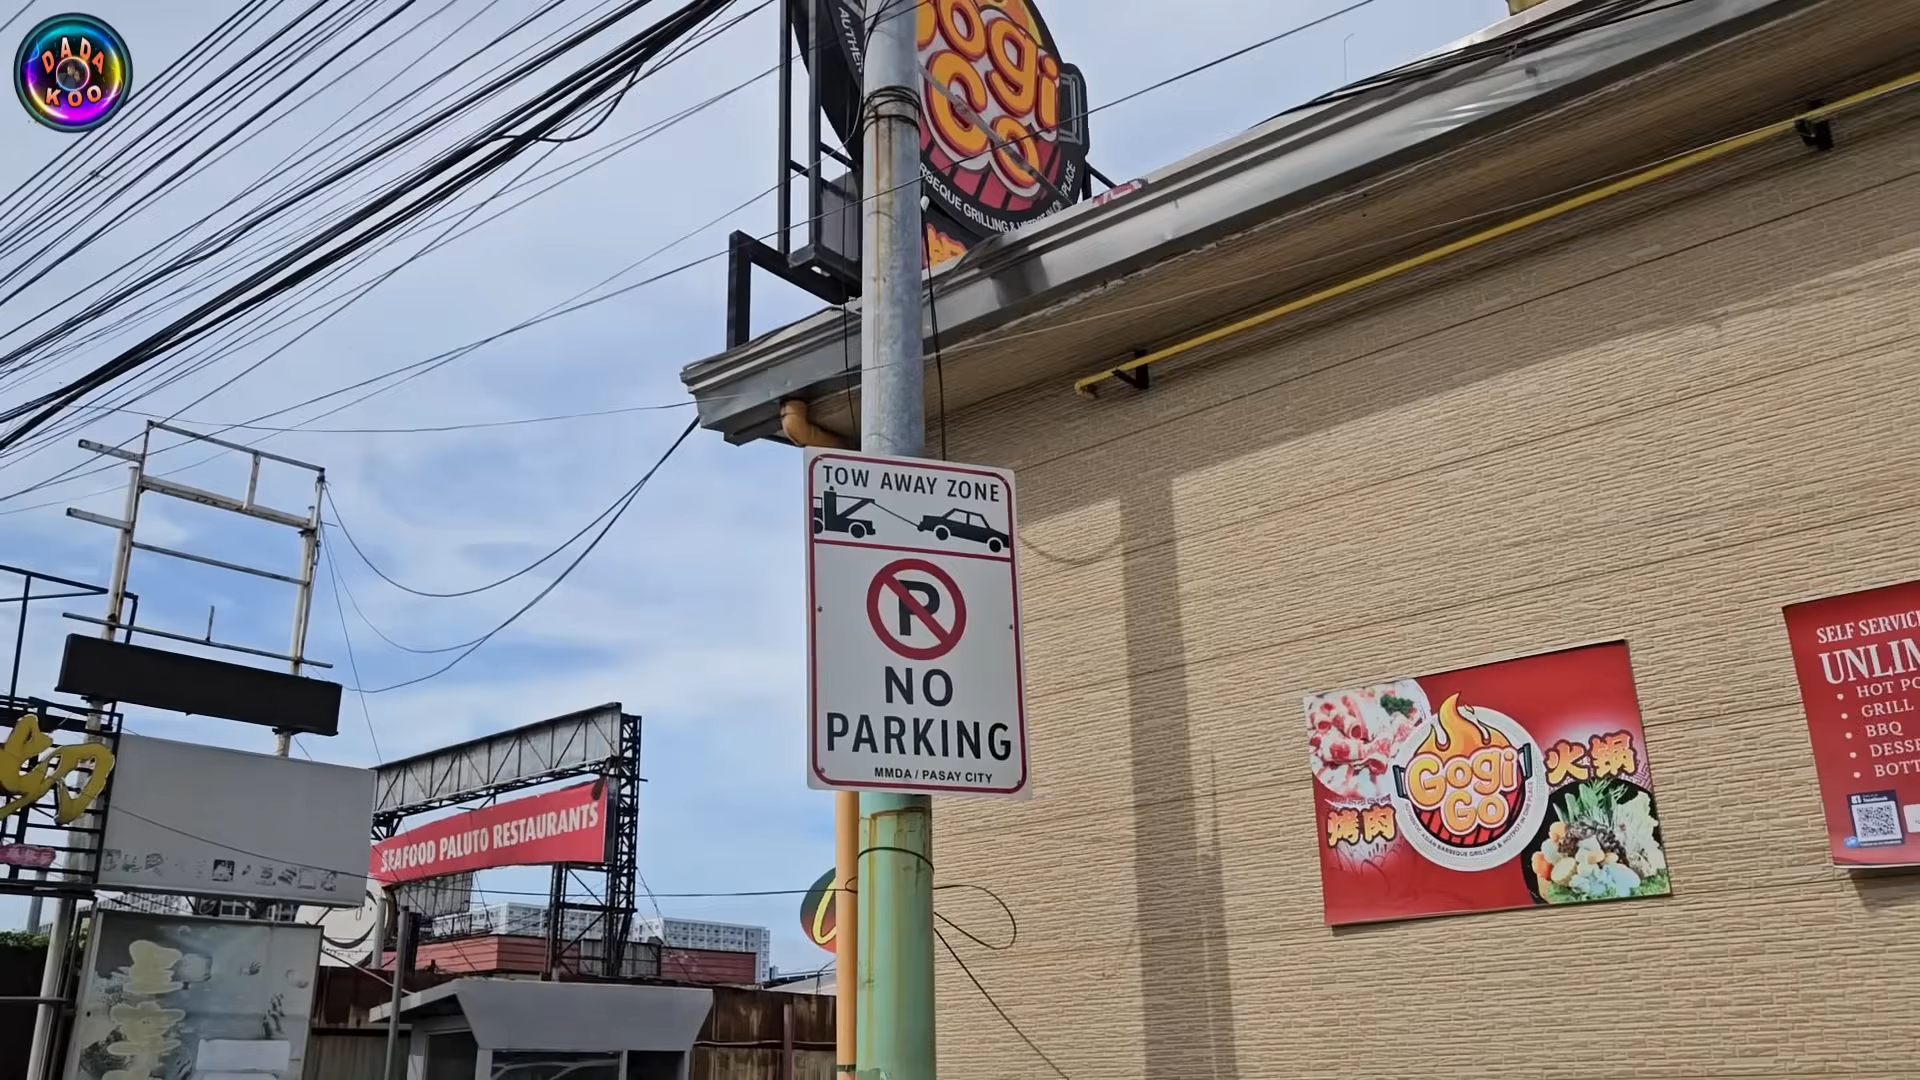 DADA
KOO
Gogi
Go
TOW AWAY ZONE
P
NO
PARKING
MMDA / PASAY CITY
SEAFOOD PALUTO RESTAURANTS
Gogi
Go
火锅
烤肉
SELF SERVICE
UNLIM
• HOT PO
• GRILL
• BBQ
• DESSE
• BOTT